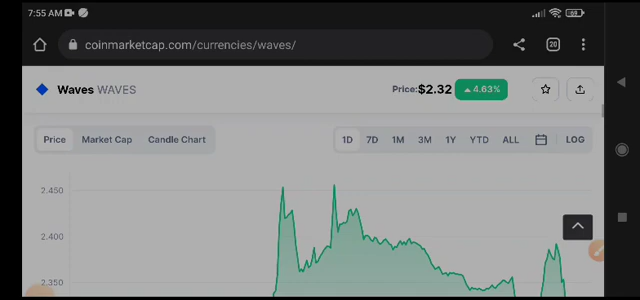 7:55 AM
69
coinmarketcap.com/currencies/waves/
20
Waves WAVES
Price:$2.32 4.63%
Price Market Cap Candle Chart
1D 7D 1M 3M 1Y YTD ALL LOG
2.450
2.400
2.350